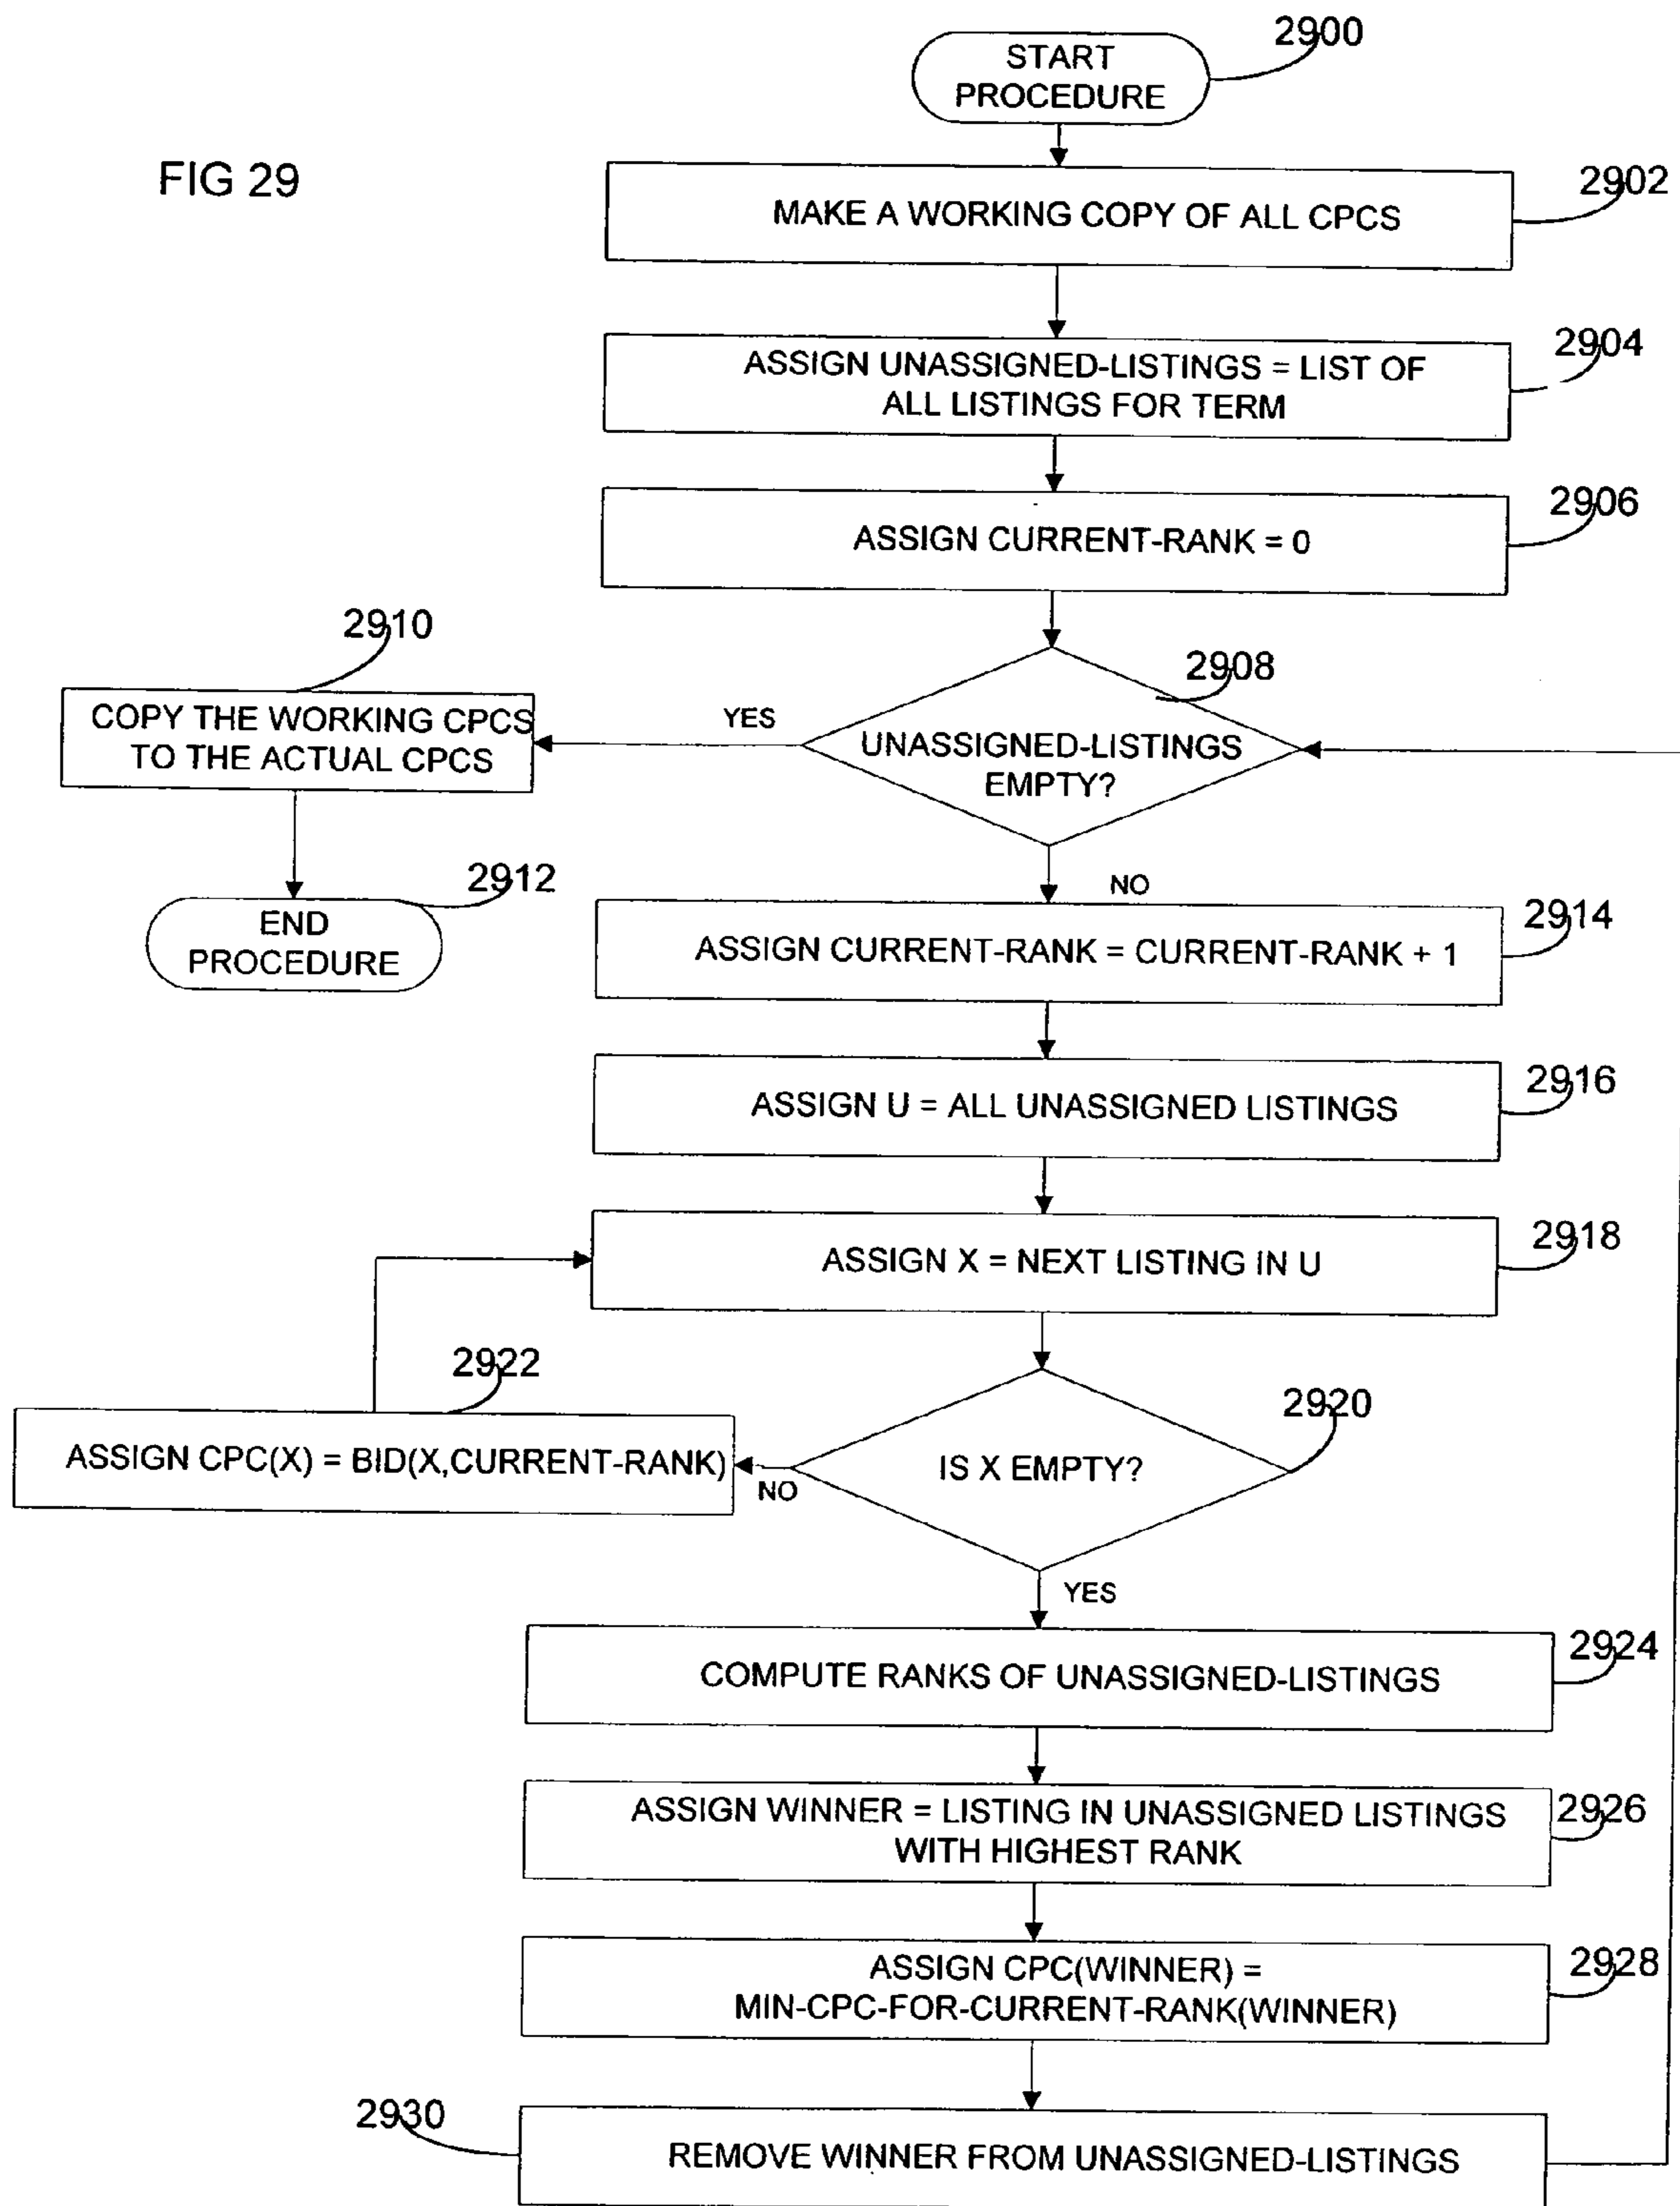 2900
START
PROCEDURE
FIG 29
2902
MAKE A WORKING COPY OF ALL CPCS
2904
ASSIGN UNASSIGNED-LISTINGS = LIST OF
ALL LISTINGS FOR TERM
2906
ASSIGN CURRENT-RANK = 0
2910
2908
COPY THE WORKING CPCS
TO THE ACTUAL CPCS
YES
UNASSIGNED-LISTINGS
EMPTY?
2912
NO
END
PROCEDURE
2914
ASSIGN CURRENT-RANK = CURRENT-RANK + 1
2916
ASSIGN U = ALL UNASSIGNED LISTINGS
2918
ASSIGN X = NEXT LISTING IN U
2922
2920
ASSIGN CPC(X) = BID(X,CURRENT-RANK)
NO
IS X EMPTY?
YES
2924
COMPUTE RANKS OF UNASSIGNED-LISTINGS
2926
ASSIGN WINNER = LISTING IN UNASSIGNED LISTINGS
WITH HIGHEST RANK
2928
ASSIGN CPC(WINNER) =
MIN-CPC-FOR-CURRENT-RANK(WINNER)
2930
REMOVE WINNER FROM UNASSIGNED-LISTINGS